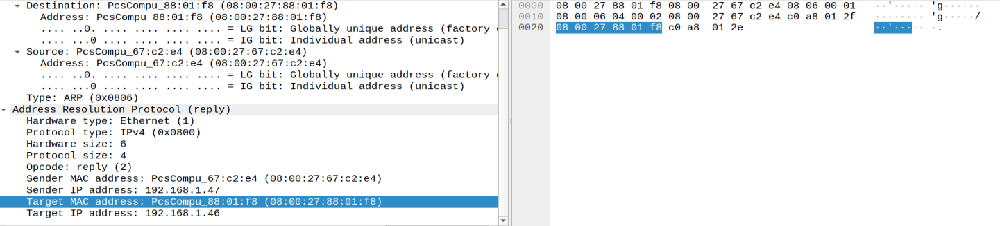 Destination: PcsCompu_88:01:f8 (08:00:27:88:01:f8)
Address: PcsCompu_88:01:f8 (08:00:27:88:01:f8)
.... ..0. .... .... .... .... = LG bit: Globally unique address (factory
.... ...0 .... .... .... .... = IG bit: Individual address (unicast)
Source: PcsCompu_67:c2:e4 (08:00:27:67:c2:e4)
Address: PcsCompu_67:c2:e4 (08:00:27:67:c2:e4)
.... ..0. .... .... .... .... = LG bit: Globally unique address (factory
.... ...0 .... .... .... .... = IG bit: Individual address (unicast)
Type: ARP (0x0806)
Address Resolution Protocol (reply)
Hardware type: Ethernet (1)
Protocol type: IPv4 (0x0800)
Hardware size: 6
Protocol size: 4
Opcode: reply (2)
Sender MAC address: PcsCompu_67:c2:e4 (08:00:27:67:c2:e4)
Sender IP address: 192.168.1.47
Target MAC address: PcsCompu_88:01:f8 (08:00:27:88:01:f8)
Target IP address: 192.168.1.46
0000 08 00 27 88 01 f8 08 00 27 67 c2 e4 08 06 00 01 ··'····· 'g······
0010 08 00 06 04 00 02 08 00 27 67 c2 e4 c0 a8 01 2f ········ 'g·····/
0020 08 00 27 88 01 f8 c0 a8 01 2e ··'····· ·.